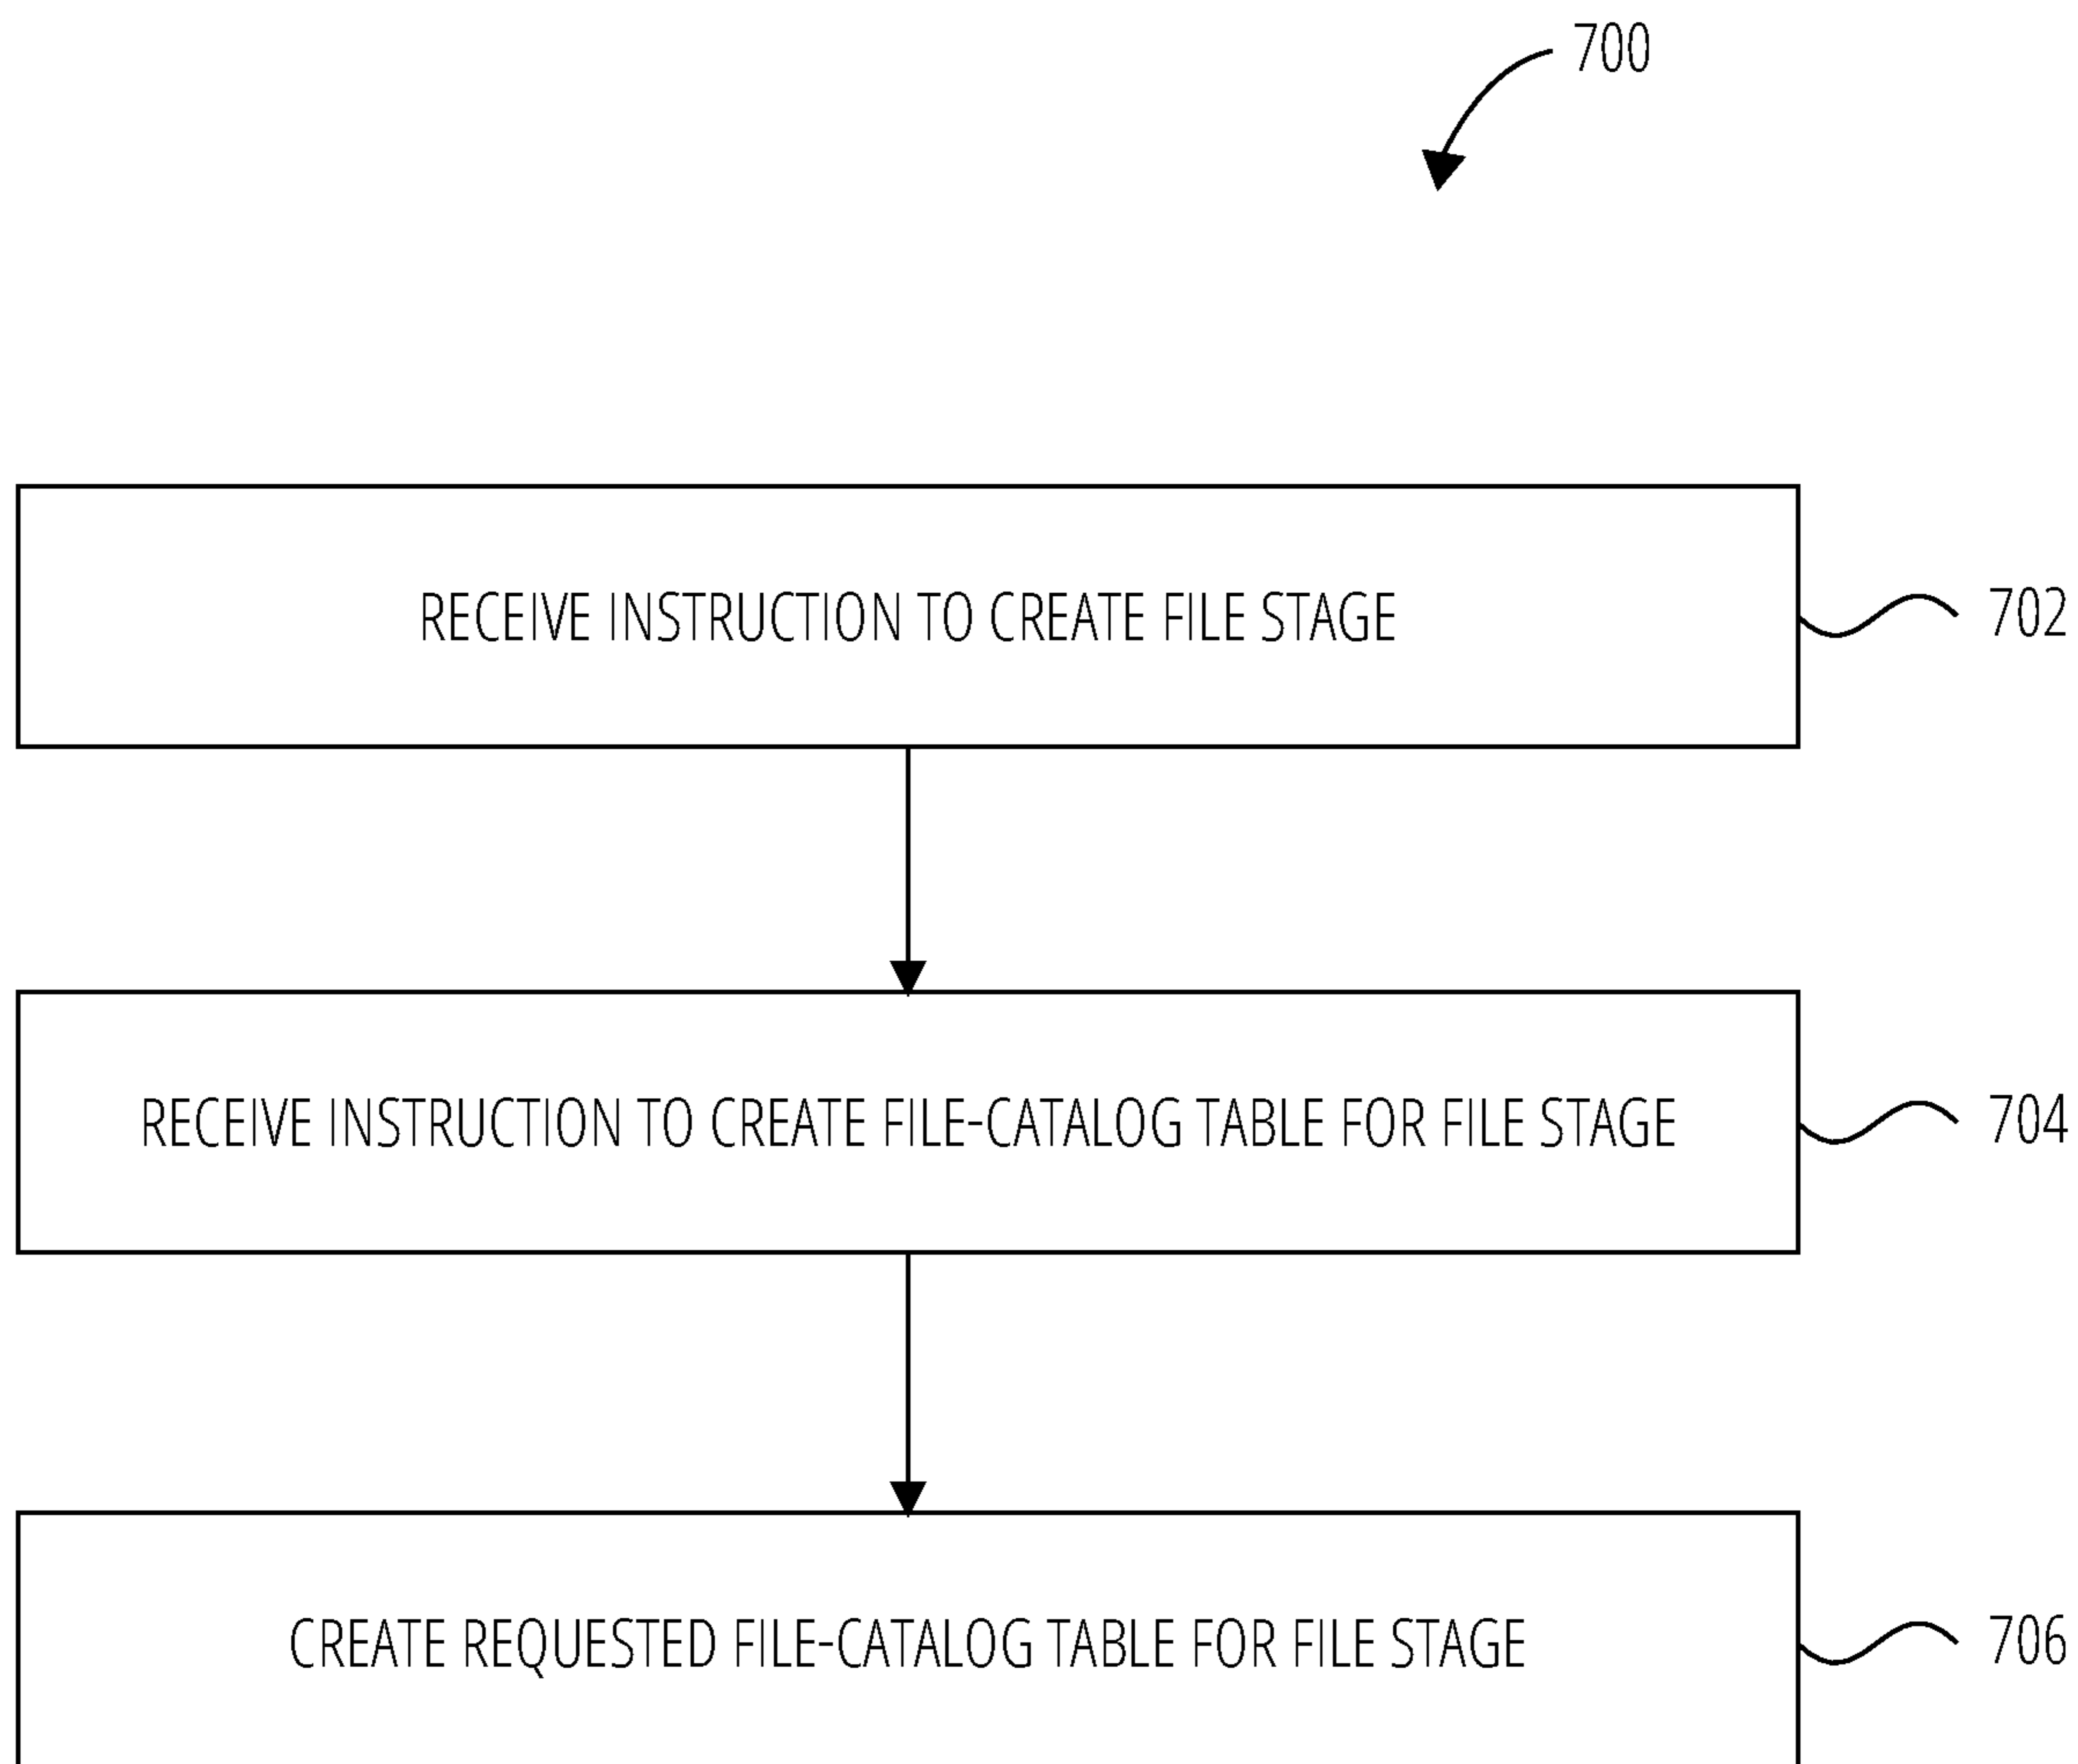 700
RECEIVE INSTRUCTION TO CREATE FILE STAGE
702
RECEIVE INSTRUCTION TO CREATE FILE-CATALOG TABLE FOR FILE STAGE
704
CREATE REQUESTED FILE-CATALOG TABLE FOR FILE STAGE
706